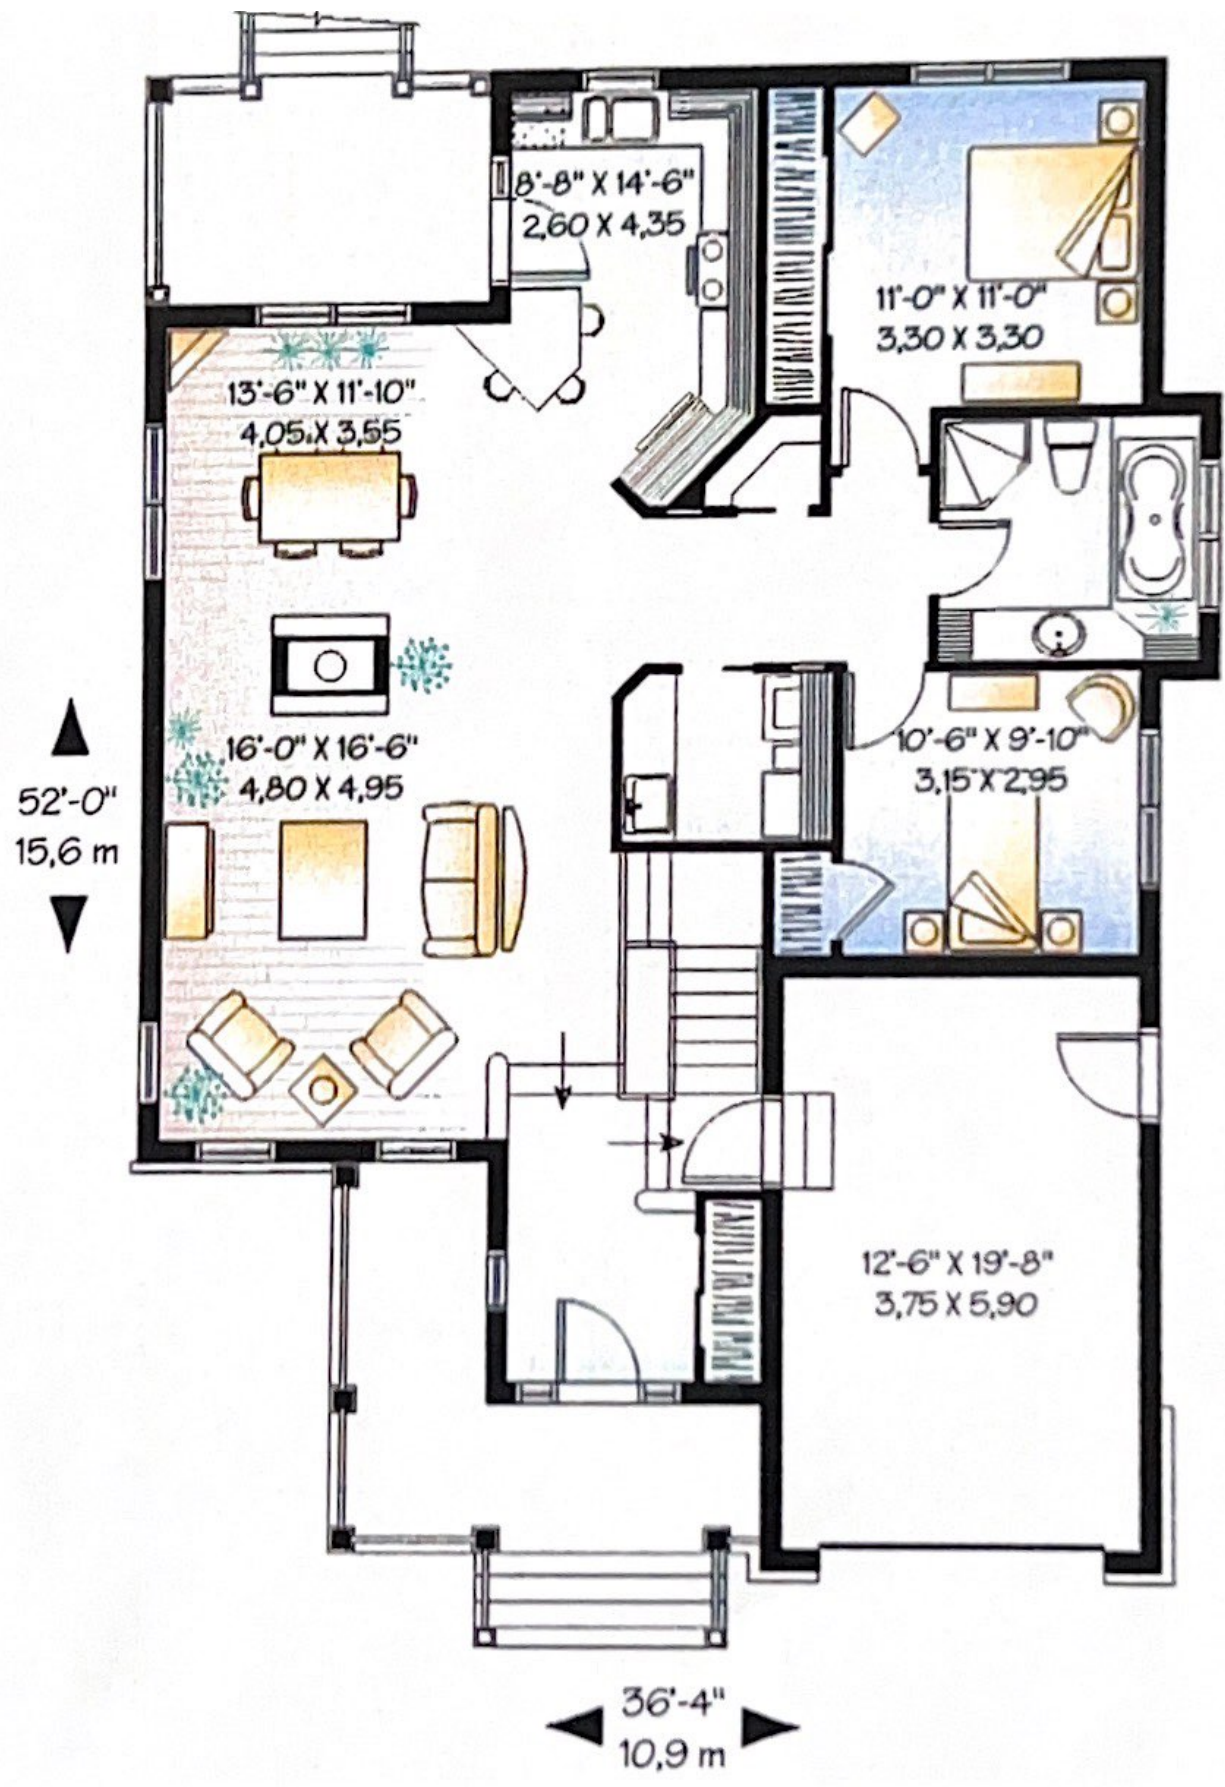 8'-8" X 14'-6"
2,60 X 4,35
11'-0" X 11'-0"
3,30 X 3,30
13'-6" X 11'-10"
4,05 X 3,55
16'-0" X 16'-6"
4,80 X 4,95
10'-6" X 9'-10"
3,15 X 2,95
52'-0"
15,6 m
12'-6" X 19'-8"
3,75 X 5,90
36'-4"
10,9 m